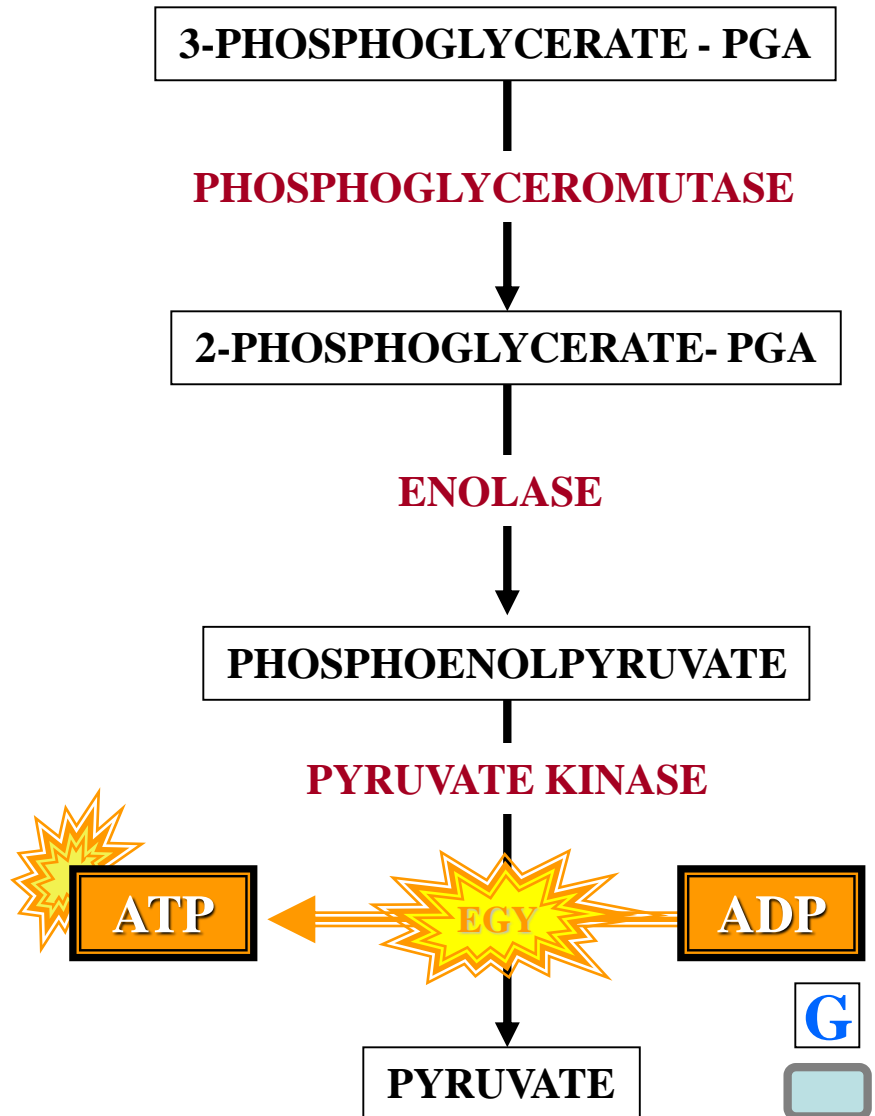 3-PHOSPHOGLYCERATE - PGA
PHOSPHOGLYCEROMUTASE
2-PHOSPHOGLYCERATE- PGA
ENOLASE
PHOSPHOENOLPYRUVATE
PYRUVATE KINASE
ATP EGY ADP
G
PYRUVATE